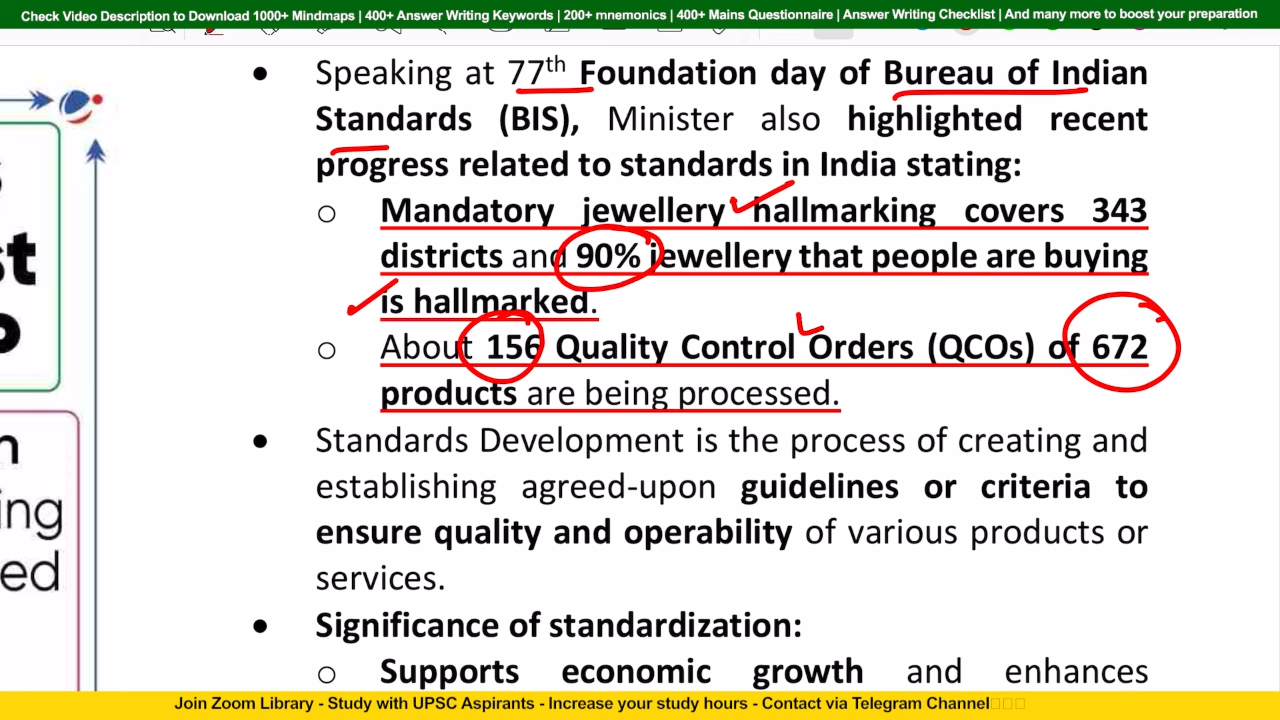 Check Video Description to Download 1000+ Mindmaps | 400+ Answer Writing Keywords | 200+ mnemonics | 400+ Mains Questionnaire | Answer Writing Checklist | And many more to boost your preparation
• Speaking at 77th Foundation day of Bureau of Indian
Standards (BIS), Minister also highlighted recent
progress related to standards in India stating:
○ Mandatory jewellery hallmarking covers 343
districts and 90% jewellery that people are buying
is hallmarked.
○ About 156 Quality Control Orders (QCOs) of 672
products are being processed.
• Standards Development is the process of creating and
establishing agreed-upon guidelines or criteria to
ensure quality and operability of various products or
services.
• Significance of standardization:
○ Supports economic growth and enhances
st
n
ing
ed
Join Zoom Library - Study with UPSC Aspirants - Increase your study hours - Contact via Telegram Channel